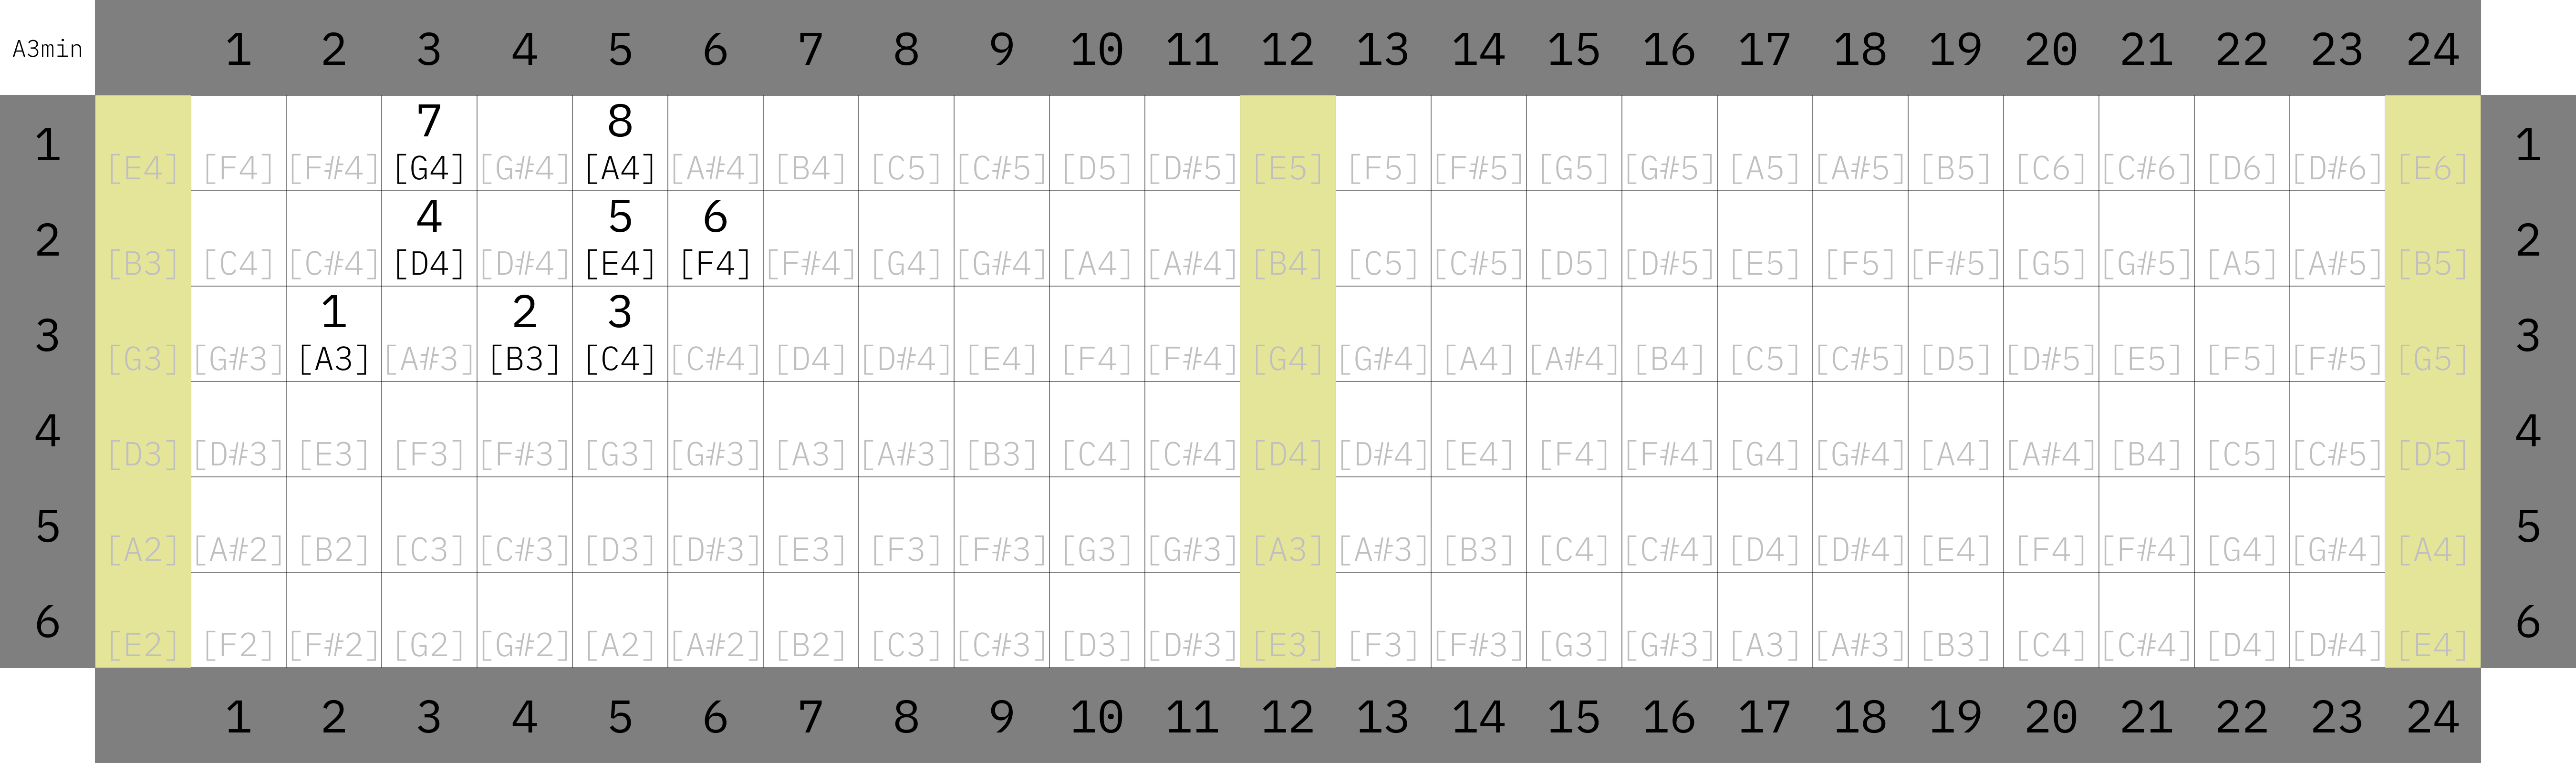 A3min 1 2 3 4 5 6 7 8 9 10 11 12 13 14 15 16 17 18 19 20 21 22 23 24
7 8
1 [E4] [F4] [F#4] [G4] [G#4] [A4] [A#4] [B4] [C5] [C#5] [D5] [D#5] [E5] [F5] [F#5] [G5] [G#5] [A5] [A#5] [B5] [C6] [C#6] [D6] [D#6] [E6] 1
4 5 6
2 [B3] [C4] [C#4] [D4] [D#4] [E4] [F4] [F#4] [G4] [G#4] [A4] [A#4] [B4] [C5] [C#5] [D5] [D#5] [E5] [F5] [F#5] [G5] [G#5] [A5] [A#5] [B5] 2
1 2 3
3 [G3] [G#3] [A3] [A#3] [B3] [C4] [C#4] [D4] [D#4] [E4] [F4] [F#4] [G4] [G#4] [A4] [A#4] [B4] [C5] [C#5] [D5] [D#5] [E5] [F5] [F#5] [G5] 3
4 [D3] [D#3] [E3] [F3] [F#3] [G3] [G#3] [A3] [A#3] [B3] [C4] [C#4] [D4] [D#4] [E4] [F4] [F#4] [G4] [G#4] [A4] [A#4] [B4] [C5] [C#5] [D5] 4
5 [A2] [A#2] [B2] [C3] [C#3] [D3] [D#3] [E3] [F3] [F#3] [G3] [G#3] [A3] [A#3] [B3] [C4] [C#4] [D4] [D#4] [E4] [F4] [F#4] [G4] [G#4] [A4] 5
6 [E2] [F2] [F#2] [G2] [G#2] [A2] [A#2] [B2] [C3] [C#3] [D3] [D#3] [E3] [F3] [F#3] [G3] [G#3] [A3] [A#3] [B3] [C4] [C#4] [D4] [D#4] [E4] 6
1 2 3 4 5 6 7 8 9 10 11 12 13 14 15 16 17 18 19 20 21 22 23 24